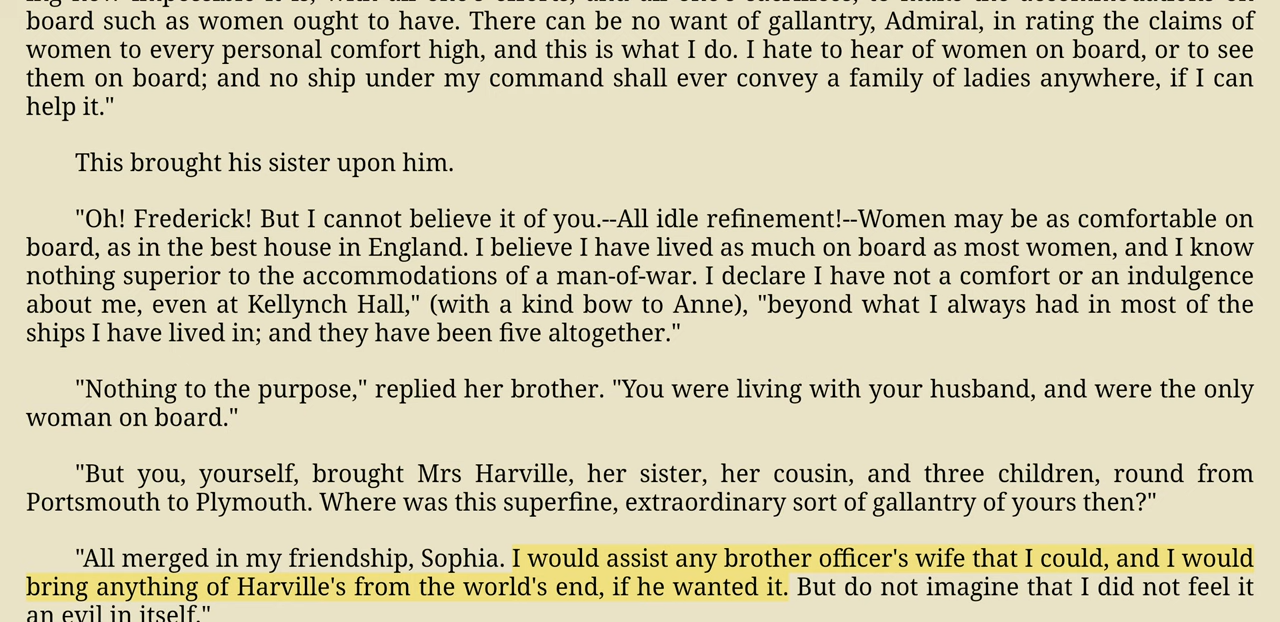 board such as women ought to have. There can be no want of gallantry, Admiral, in rating the claims of
women to every personal comfort high, and this is what I do. I hate to hear of women on board, or to see
them on board; and no ship under my command shall ever convey a family of ladies anywhere, if I can
help it."
This brought his sister upon him.
"Oh! Frederick! But I cannot believe it of you.--All idle refinement!--Women may be as comfortable on
board, as in the best house in England. I believe I have lived as much on board as most women, and I know
nothing superior to the accommodations of a man-of-war. I declare I have not a comfort or an indulgence
about me, even at Kellynch Hall," (with a kind bow to Anne), "beyond what I always had in most of the
ships I have lived in; and they have been five altogether."
"Nothing to the purpose," replied her brother. "You were living with your husband, and were the only
woman on board."
"But you, yourself, brought Mrs Harville, her sister, her cousin, and three children, round from
Portsmouth to Plymouth. Where was this superfine, extraordinary sort of gallantry of yours then?"
"All merged in my friendship, Sophia. I would assist any brother officer's wife that I could, and I would
bring anything of Harville's from the world's end, if he wanted it. But do not imagine that I did not feel it
an evil in itself."